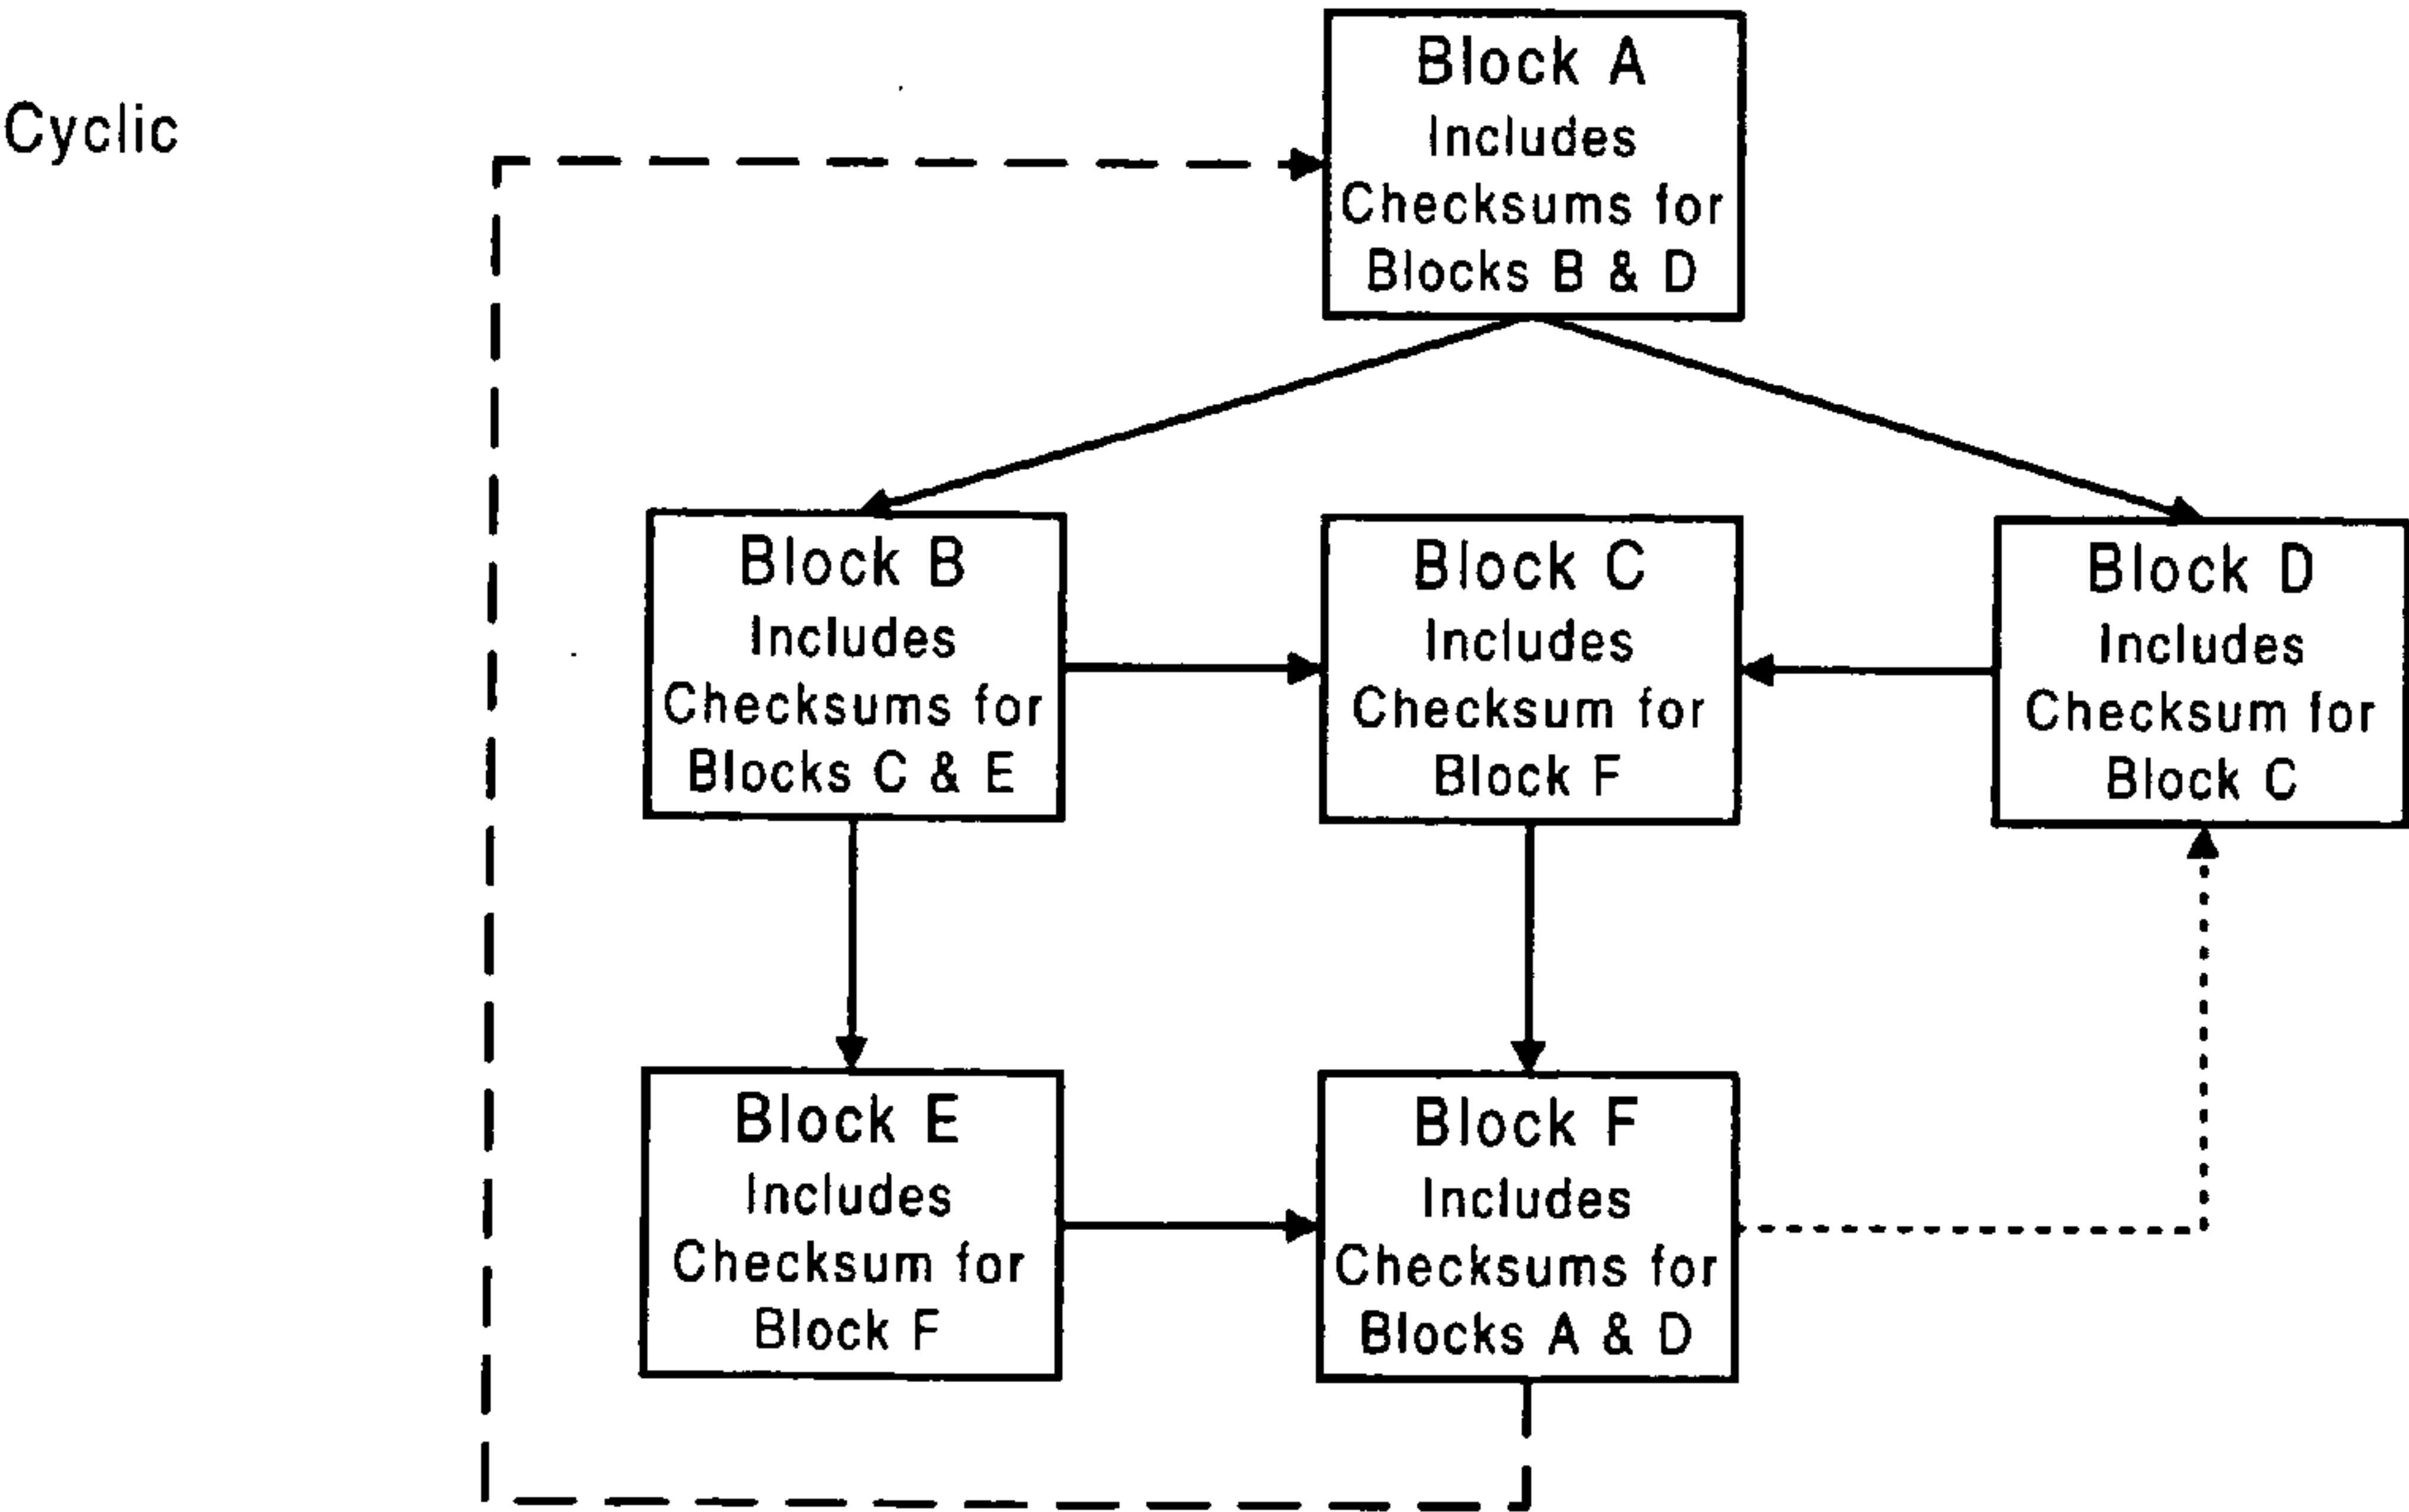 Cyclic
Block A
Includes
Checksums for
Blocks B & D
Block B
Includes
Checksums for
Blocks C & E
Block C
Includes
Checksum for
Block F
Block D
Includes
Checksum for
Block C
Block E
Includes
Checksum for
Block F
Block F
Includes
Checksums for
Blocks A & D